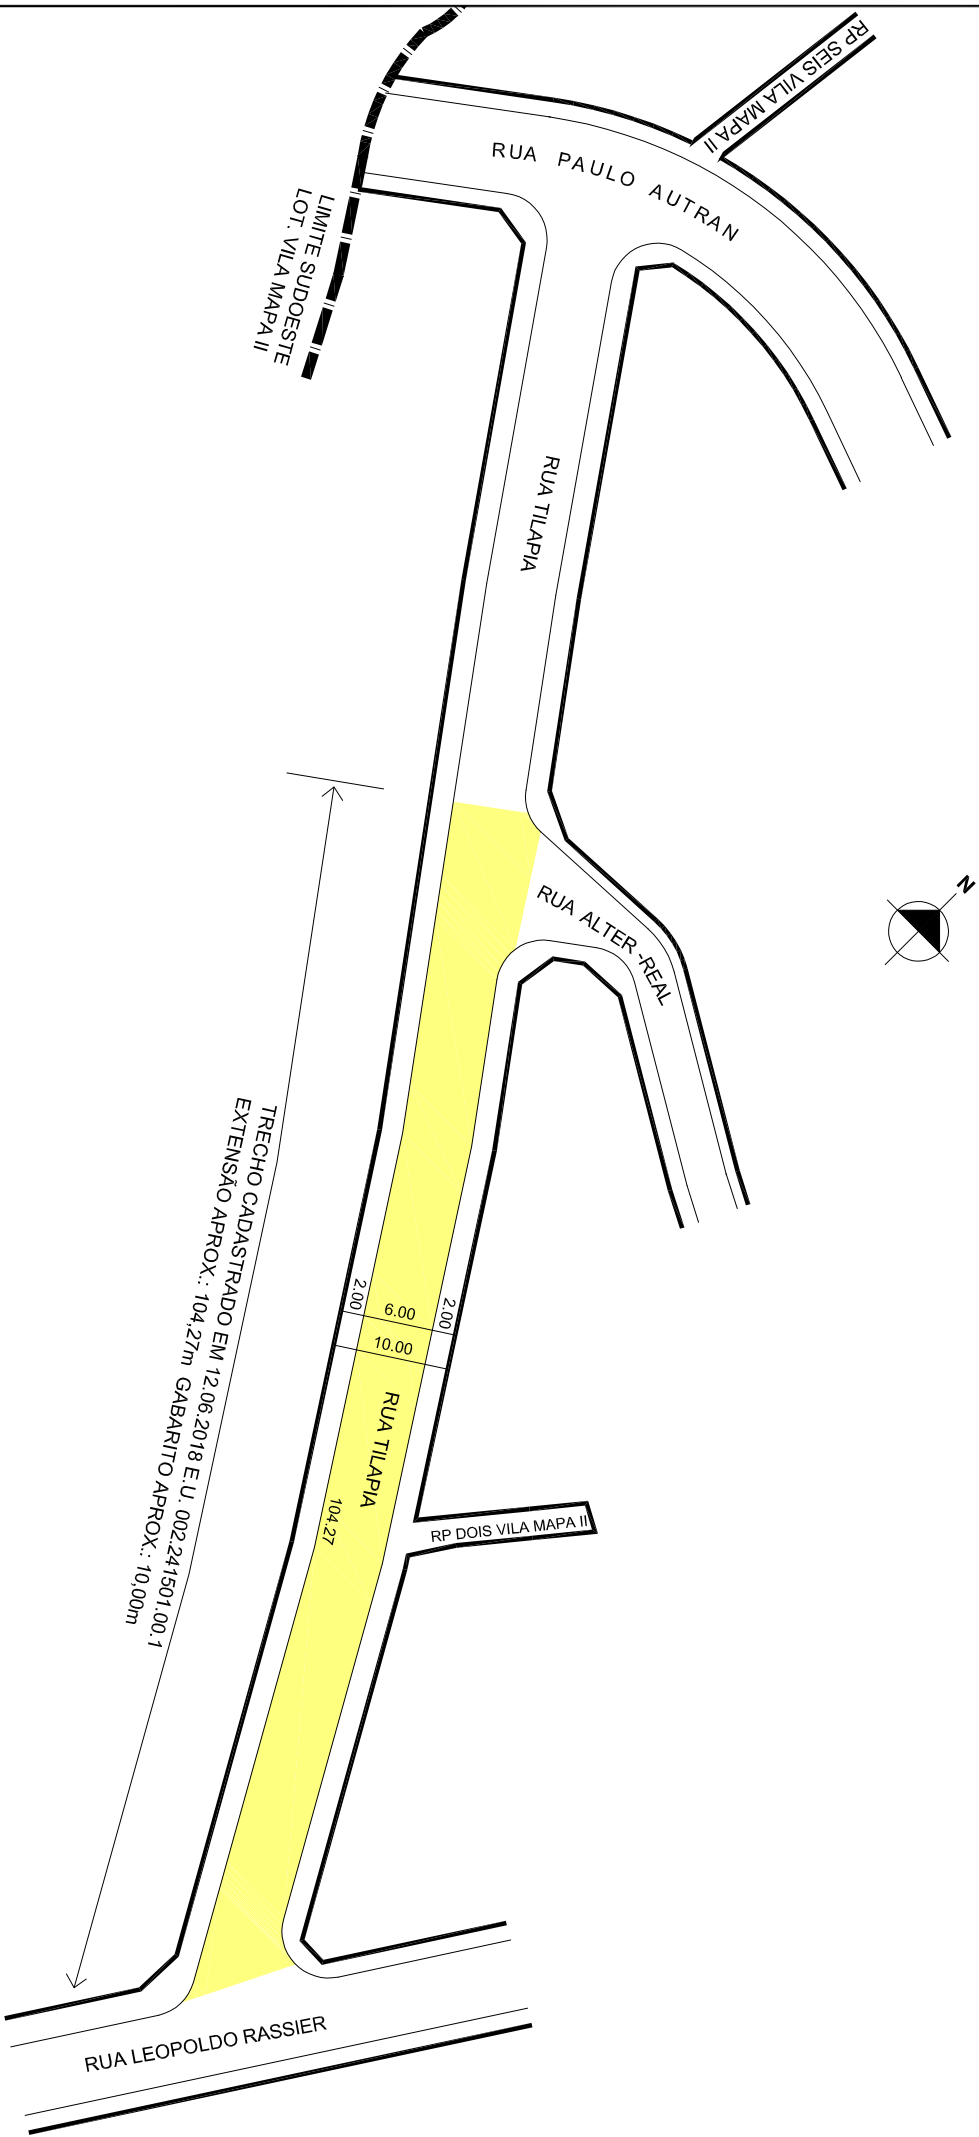 RP SEIS VILA MAPA II
RUA PAULO AUTRAN
LIMITE SUDOESTE
LOT. VILA MAPA II
RUA TILAPIA
RUA ALTER -REAL
N
TRECHO CADASTRADO EM 12.06.2018 E.U. 002.241501.00.1
EXTENSÃO APROX.: 104,27m GABARITO APROX.: 10,00m
2.00
6.00
2.00
10.00
RUA TILAPIA
104.27
RP DOIS VILA MAPA II
RUA LEOPOLDO RASSIER